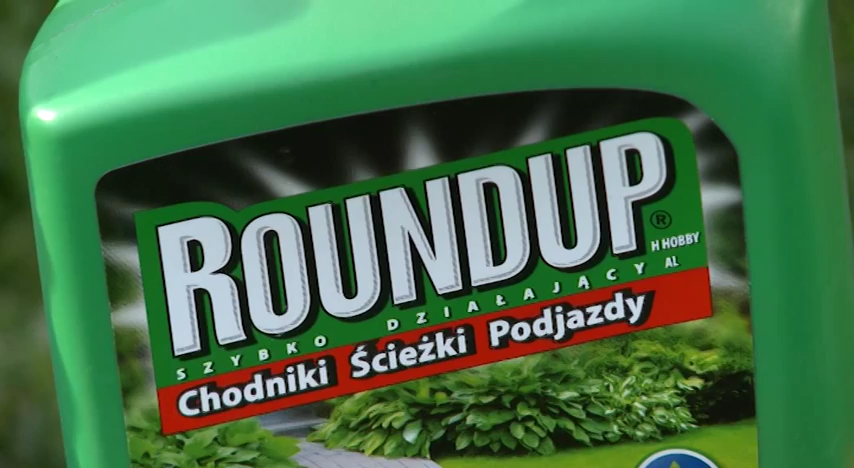 ROUNDUP®
H HOBBY
AL
SZYBKO DZIAŁAJĄCY
Chodniki Ścieżki Podjazdy